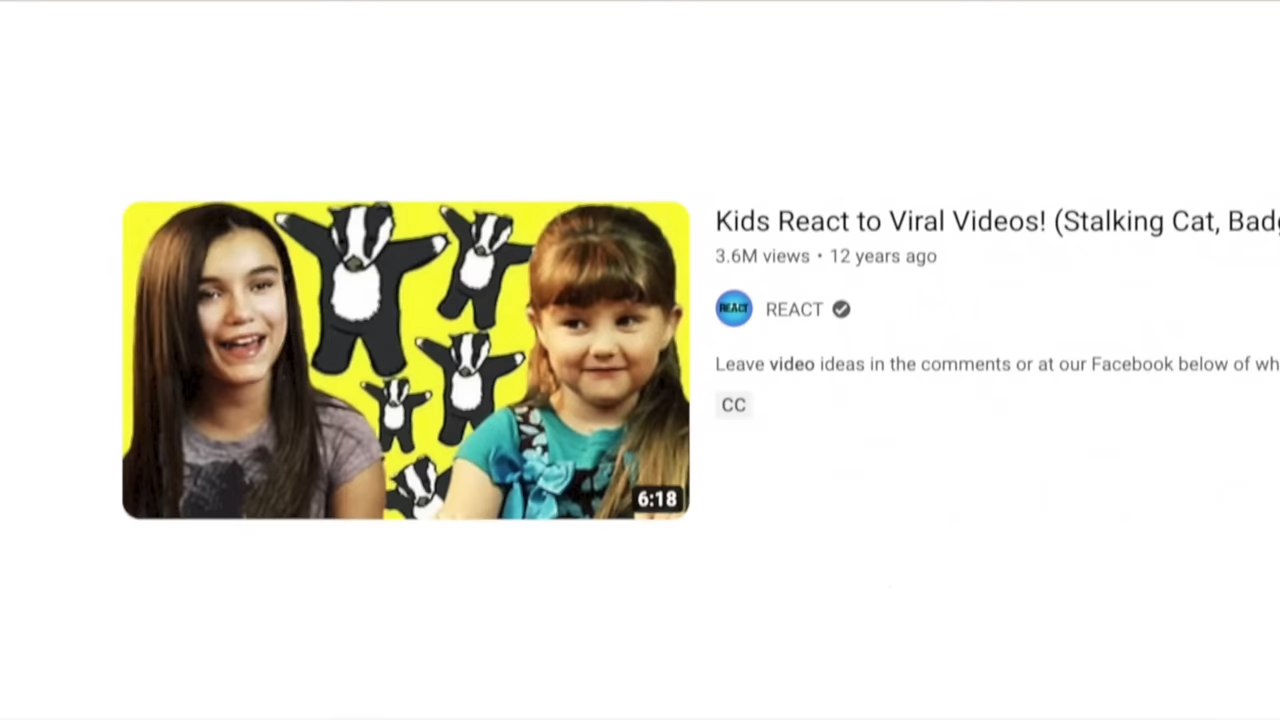 Kids React to Viral Videos! (Stalking Cat, Bad
3.6M views • 12 years ago
REACT
REACT
Leave video ideas in the comments or at our Facebook below of wh
CC
6:18